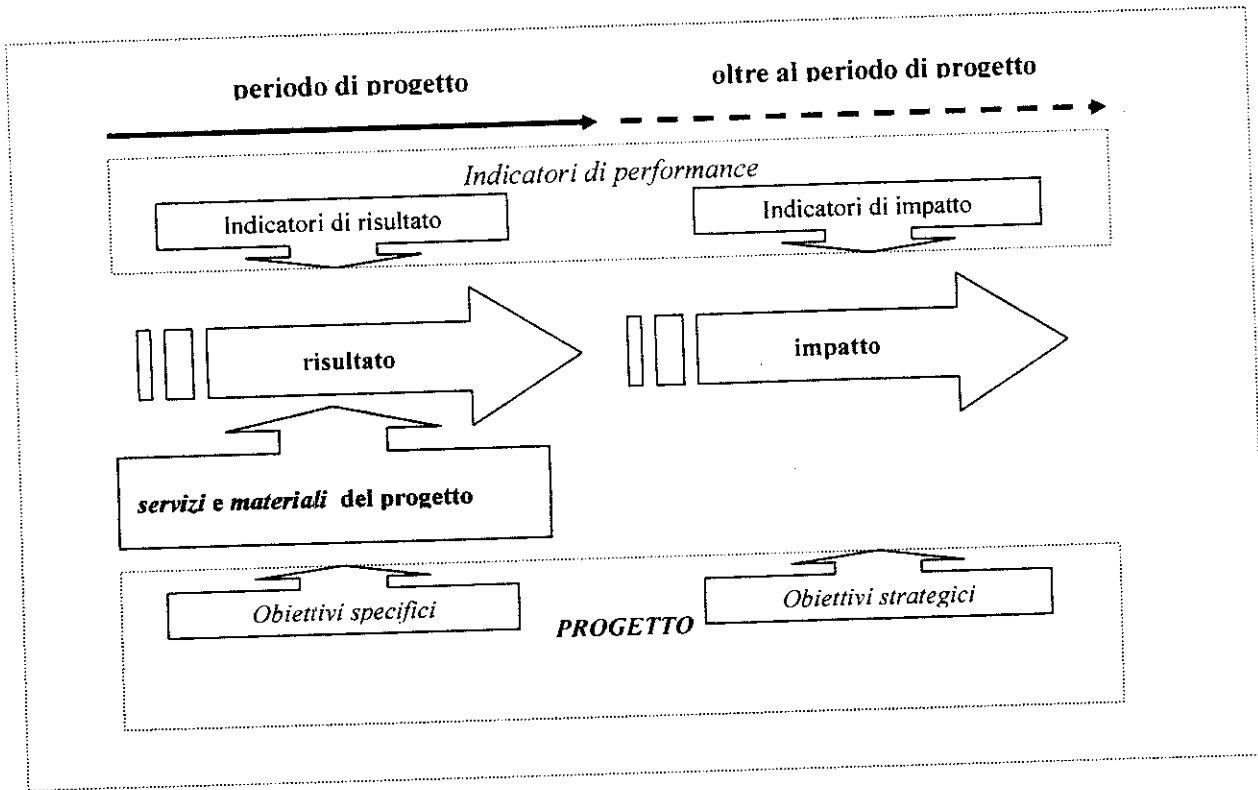 periodo di progetto
oltre al periodo di progetto
Indicatori di performance
Indicatori di risultato
Indicatori di impatto
risultato
impatto
servizi e materiali del progetto
Obiettivi specifici
Obiettivi strategici
PROGETTO